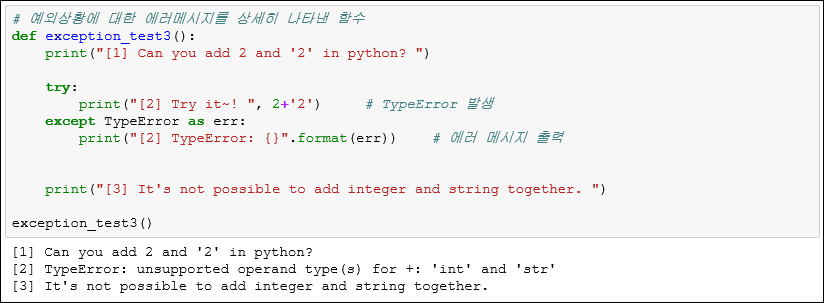 # 예외상황에 대한 에러메시지를 상세히 나타낸 함수
def exception_test3():
    print("[1] Can you add 2 and '2' in python? ")
    try:
        print("[2] Try it~! ", 2+'2')     # TypeError 발생
    except TypeError as err:
        print("[2] TypeError: {}".format(err))    # 에러 메시지 출력
    print("[3] It's not possible to add integer and string together. ")
exception_test3()
[1] Can you add 2 and '2' in python?
[2] TypeError: unsupported operand type(s) for +: 'int' and 'str'
[3] It's not possible to add integer and string together.